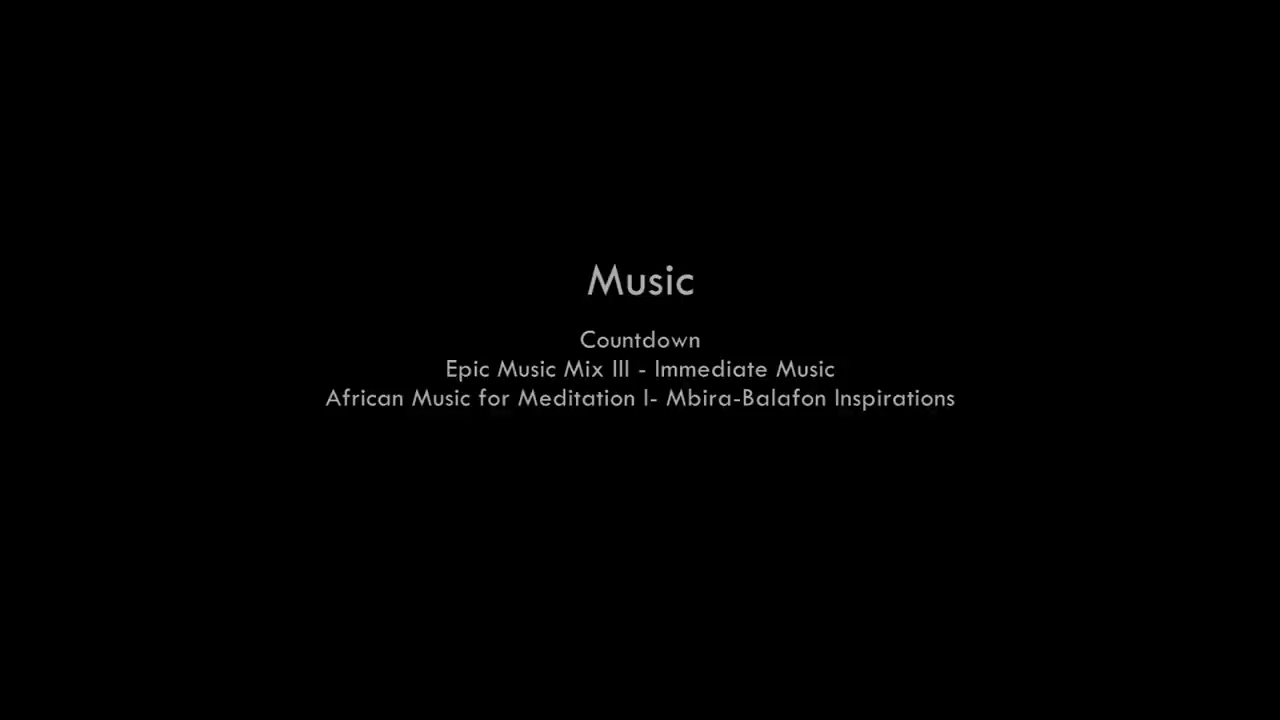 Music
Countdown
Epic Music Mix III - Immediate Music
African Music for Meditation I- Mbira-Balafon Inspirations